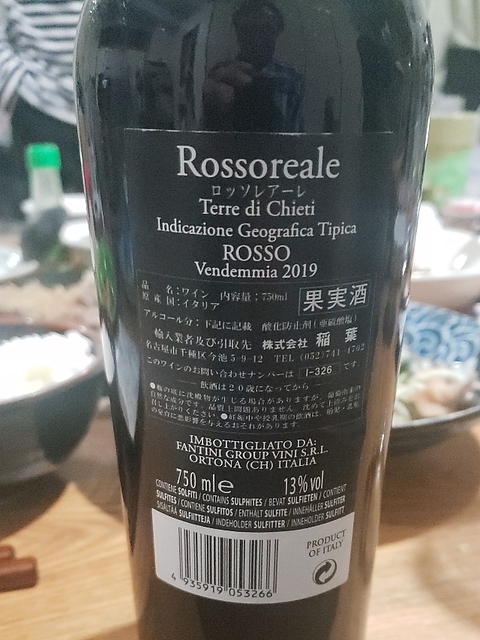 Rossoreale
ロッソレアーレ
Terre di Chieti
Indicazione Geografica Tipica
ROSSO
Vendemmia 2019
品 名:ワイン 内容量:750ml 果実酒
原産国:イタリア
アルコール分:下記に記載 酸化防止剤(亜硫酸塩)
輸入業者及び引取先 株式会社 稲葉
名古屋市千種区今池5-9-12 TEL (052)741-4702
このワインのお問い合わせナンバーは I-326 です。
飲酒は20歳になってから
IMBOTTIGLIATO DA:
FANTINI GROUP VINI S.R.L.
ORTONA (CH) ITALIA
750 ml e 13% vol
CONTIENE SOLFITI / CONTAINS SULPHITES / BEVAT SULFIETEN / CONTIENT
SULFITES / CONTIENE SULFITOS / ENTHÄLT SULFITE / INNEHÅLLER SULFITER
SISÄLTÄÄ SULFIITTEJA / INDEHOLDER SULFITTER / INNEHOLDER SULFITT
PRODUCT
OF ITALY
4 935919 053266